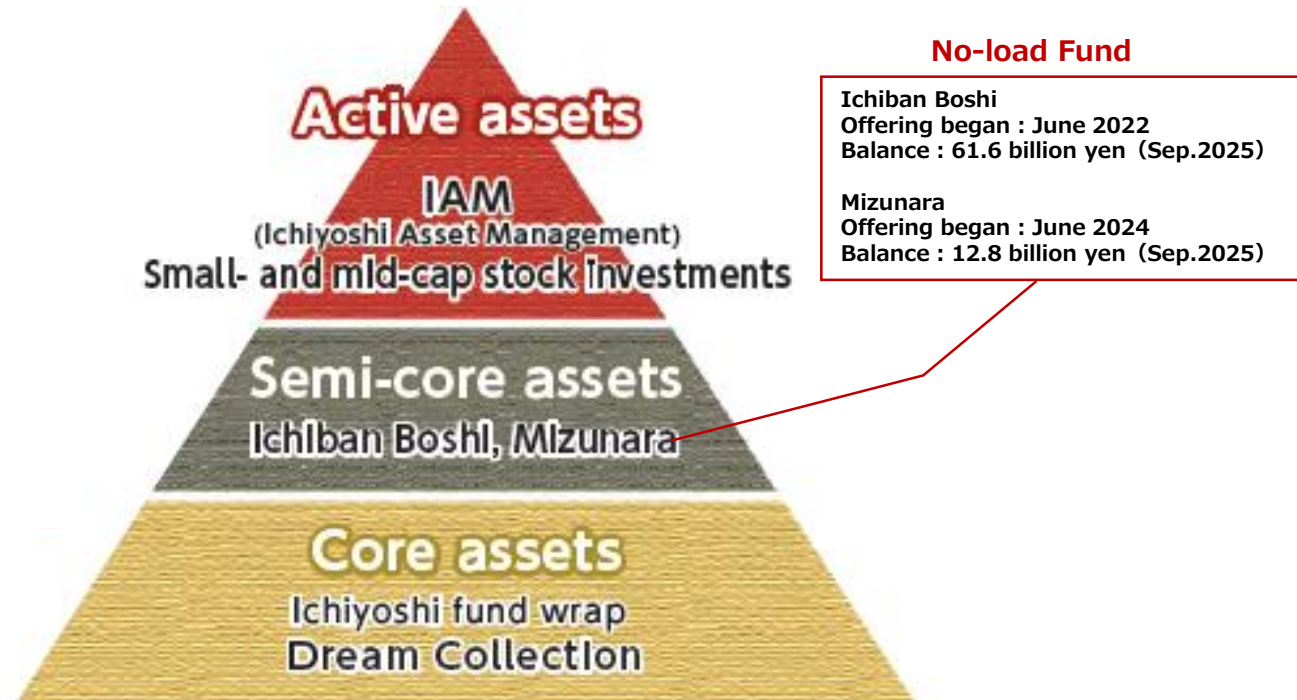 Active assets
IAM
(Ichiyoshi Asset Management)
Small- and mid-cap stock investments
Semi-core assets
Ichiban Boshi, Mizunara
Core assets
Ichiyoshi fund wrap
Dream Collection
No-load Fund
Ichiban Boshi
Offering began : June 2022
Balance : 61.6 billion yen（Sep.2025）
Mizunara
Offering began : June 2024
Balance : 12.8 billion yen（Sep.2025）